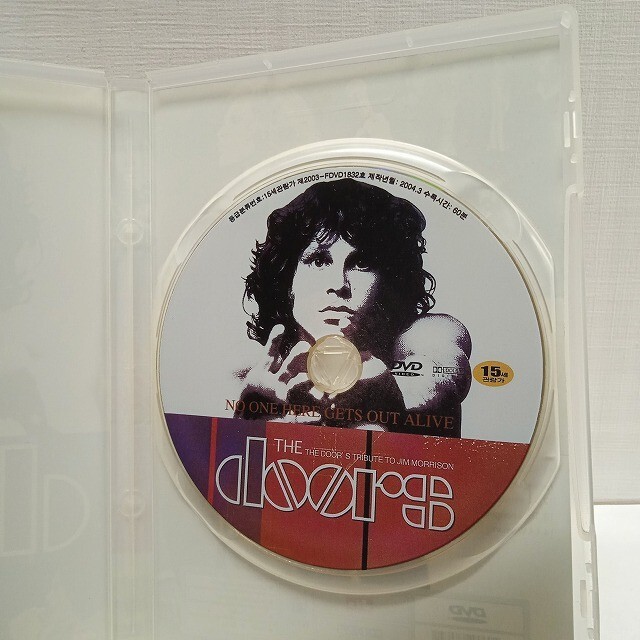 등급분류번호:15세관람가 제2003-FDVD1832호 제작년월: 2004.3 수록시간: 60분
DVD
VIDEO
15세
관람가
NO ONE HERE GETS OUT ALIVE
THE
THE DOOR'S TRIBUTE TO JIM MORRISON
doors
DVD